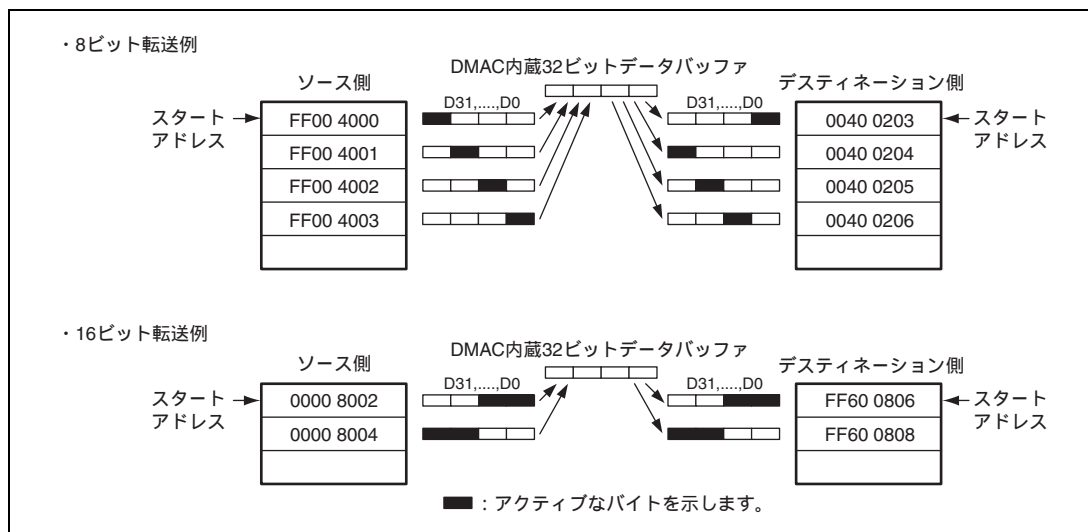 ・8ビット転送例
ソース側
DMAC内蔵32ビットデータバッファ
デスティネーション側
スタート
アドレス
D31,....,D0
D31,....,D0
スタート
アドレス
FF00 4000
0040 0203
FF00 4001
0040 0204
FF00 4002
0040 0205
FF00 4003
0040 0206
・16ビット転送例
ソース側
DMAC内蔵32ビットデータバッファ
デスティネーション側
スタート
アドレス
D31,....,D0
D31,....,D0
スタート
アドレス
0000 8002
FF60 0806
0000 8004
FF60 0808
：アクティブなバイトを示します。